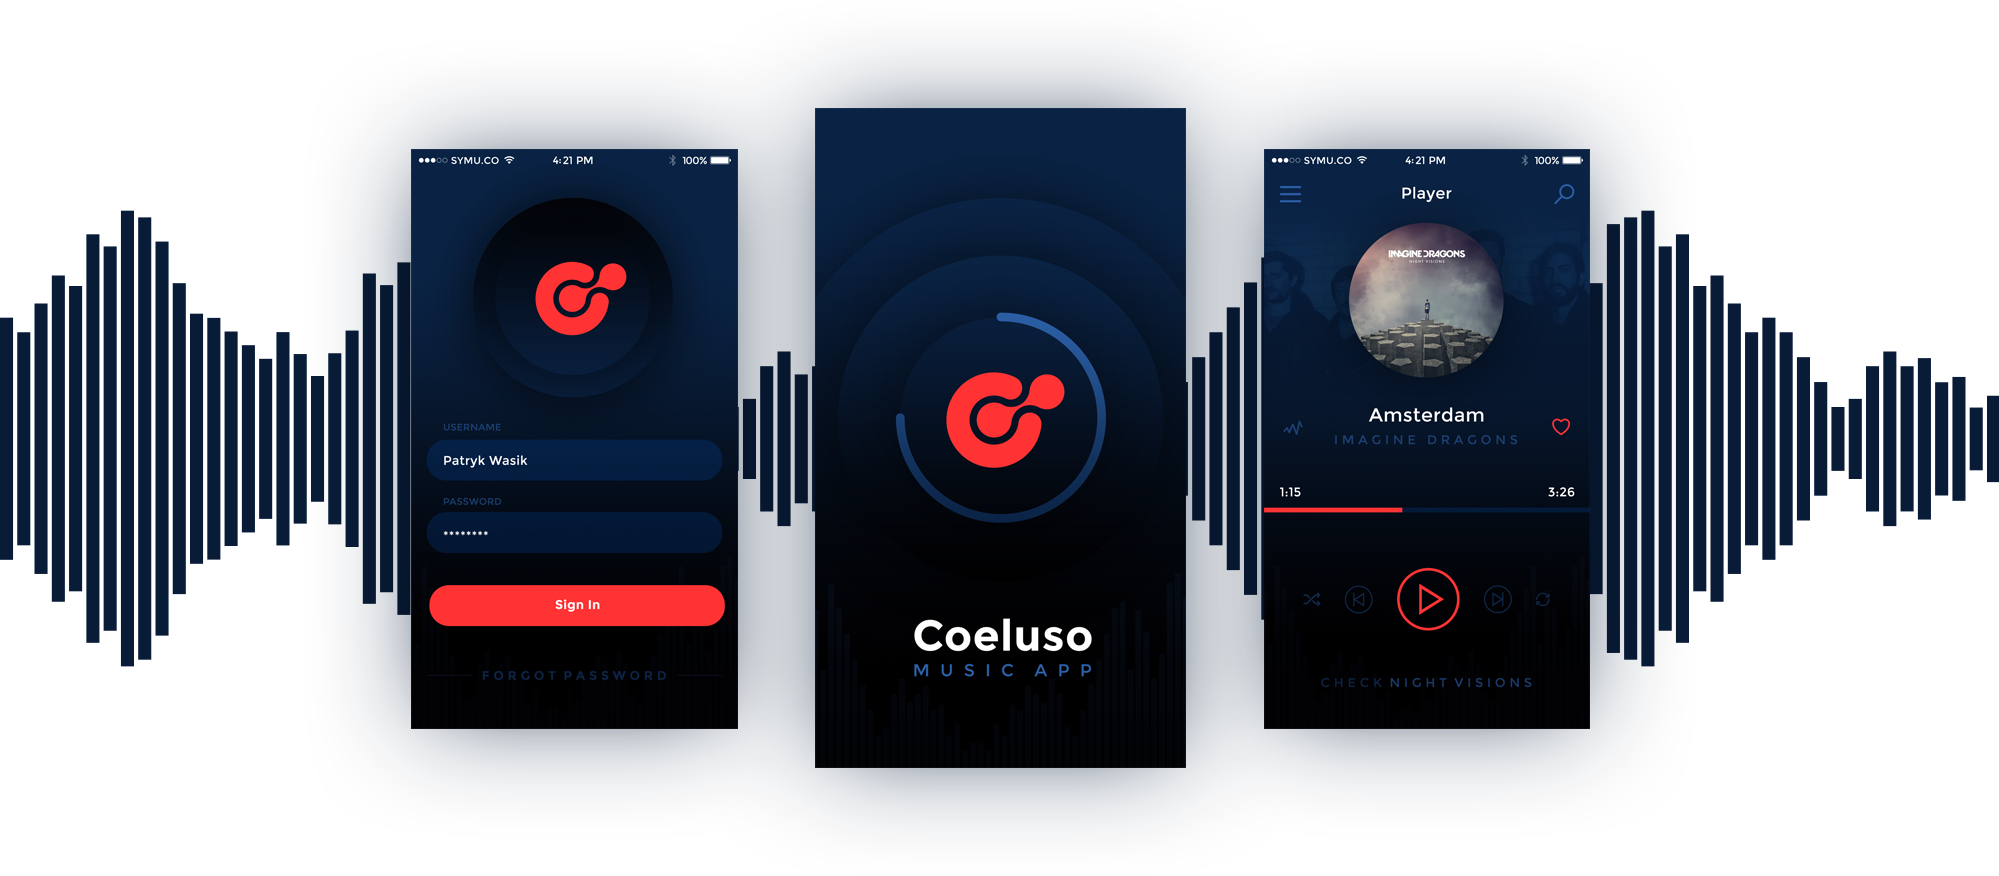 SYMU.CO 4:21 PM 100%
USERNAME
Patryk Wasik
PASSWORD
********
Sign In
FORGOT PASSWORD
Coeluso
MUSIC APP
SYMU.CO 4:21 PM 100%
Player
IMAGINE DRAGONS
NIGHT VISIONS
Amsterdam
IMAGINE DRAGONS
1:15 3:26
CHECK NIGHT VISIONS